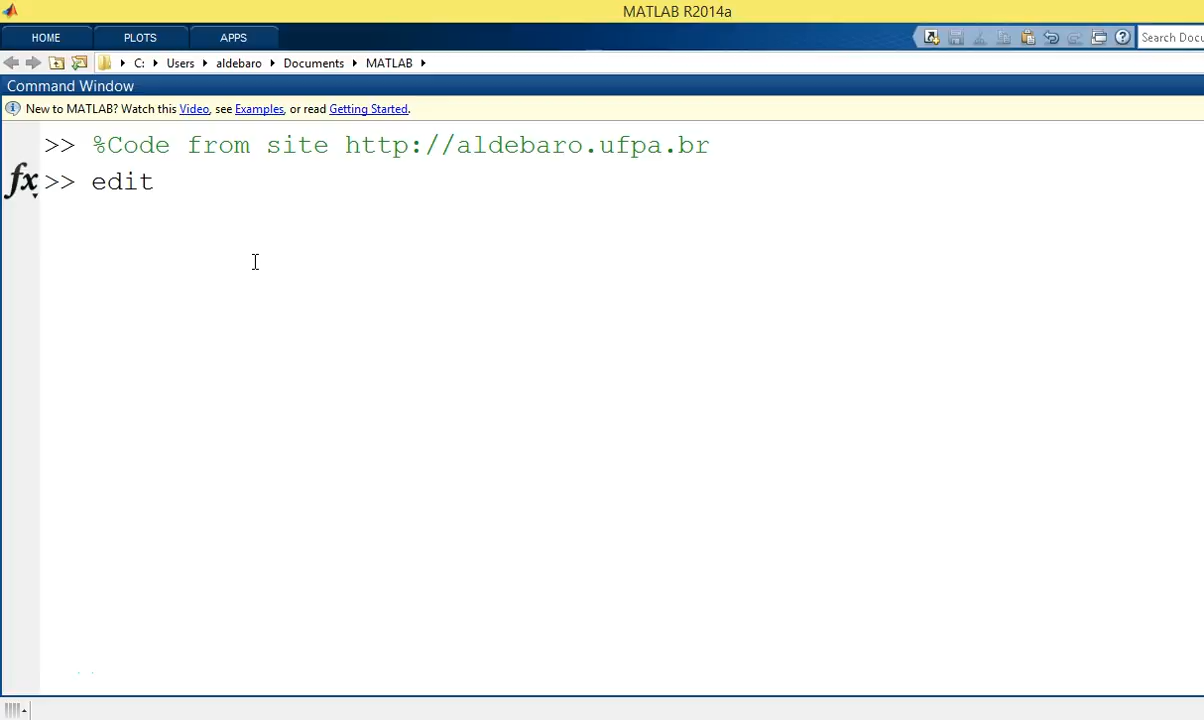 MATLAB R2014a
HOME PLOTS APPS Search Docu
C: Users aldebaro Documents MATLAB
Command Window
New to MATLAB? Watch this Video, see Examples, or read Getting Started.
>> %Code from site http://aldebaro.ufpa.br
fx >> edit